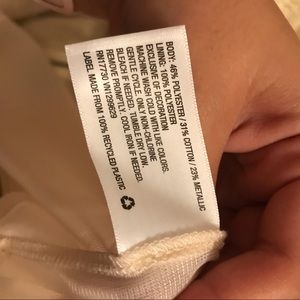 BODY: 46% POLYESTER / 31% COTTON / 23% METALLIC
LINING: 100% POLYESTER
EXCLUSIVE OF DECORATION
MACHINE WASH COLD WITH LIKE COLORS.
GENTLE CYCLE. ONLY NON-CHLORINE
BLEACH IF NEEDED. TUMBLE DRY LOW.
REMOVE PROMPTLY. COOL IRON IF NEEDED.
RN17730 VN1299629
LABEL MADE FROM 100% RECYCLED PLASTIC